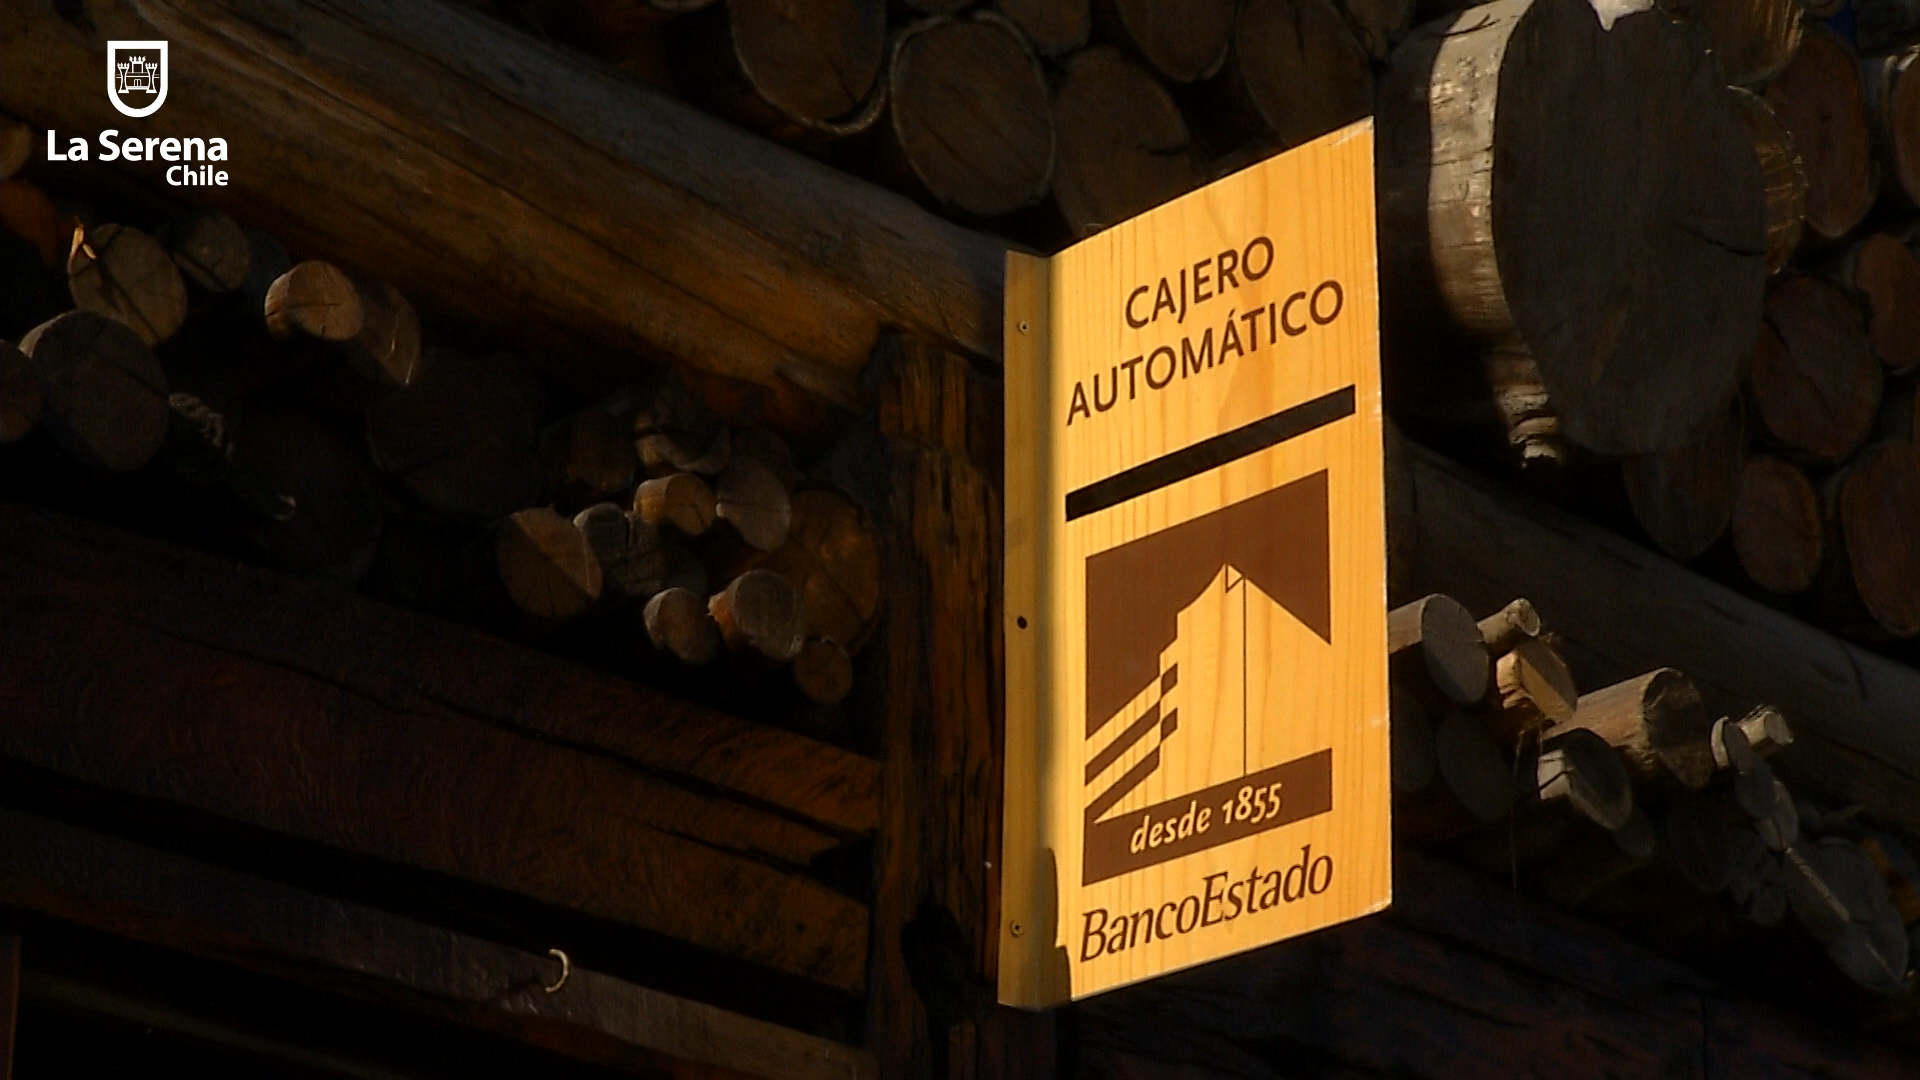 La Serena
Chile
CAJERO
AUTOMÁTICO
desde 1855
BancoEstado